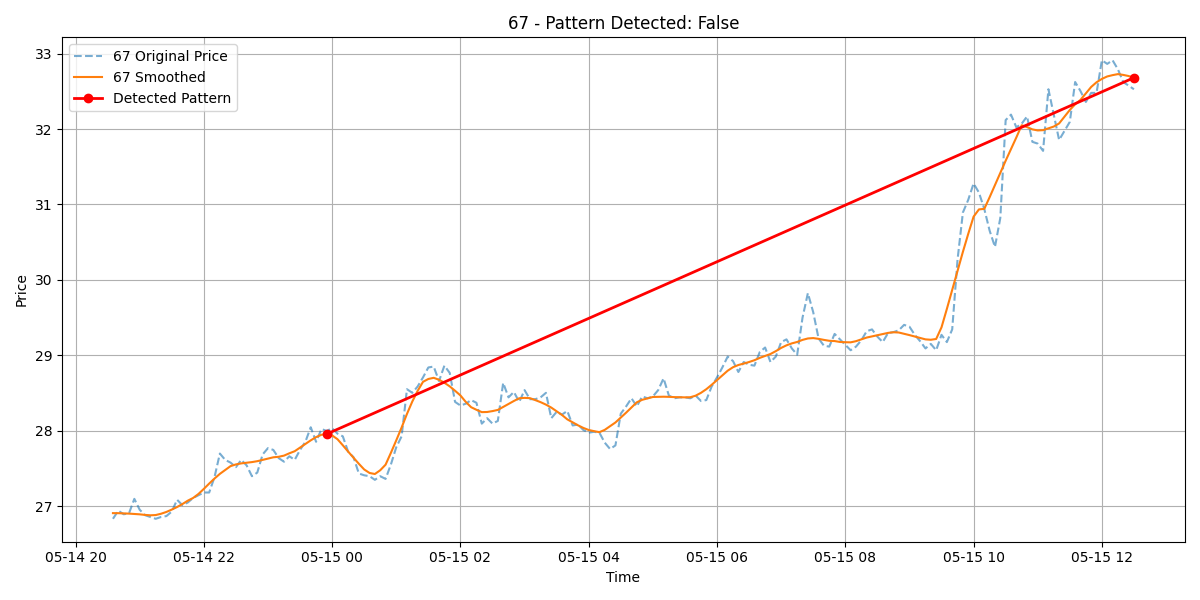 67 - Pattern Detected: False
67 Original Price
67 Smoothed
Detected Pattern
Price
33
32
31
30
29
28
27
05-14 20
05-14 22
05-15 00
05-15 02
05-15 04
05-15 06
05-15 08
05-15 10
05-15 12
Time